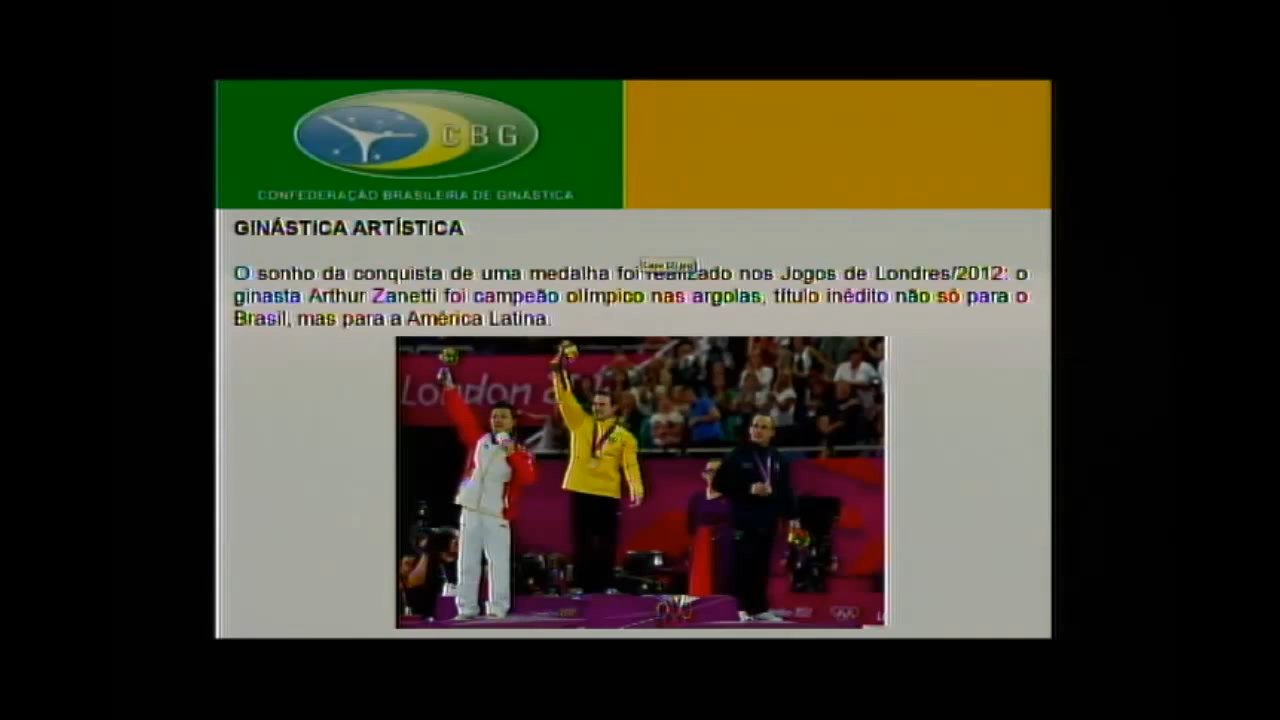 CBG
CONFEDERAÇÃO BRASILEIRA DE GINÁSTICA
GINÁSTICA ARTÍSTICA
O sonho da conquista de uma medalha foi realizado nos Jogos de Londres/2012: o
ginasta Arthur Zanetti foi campeão olímpico nas argolas, título inédito não só para o
Brasil, mas para a América Latina.
London